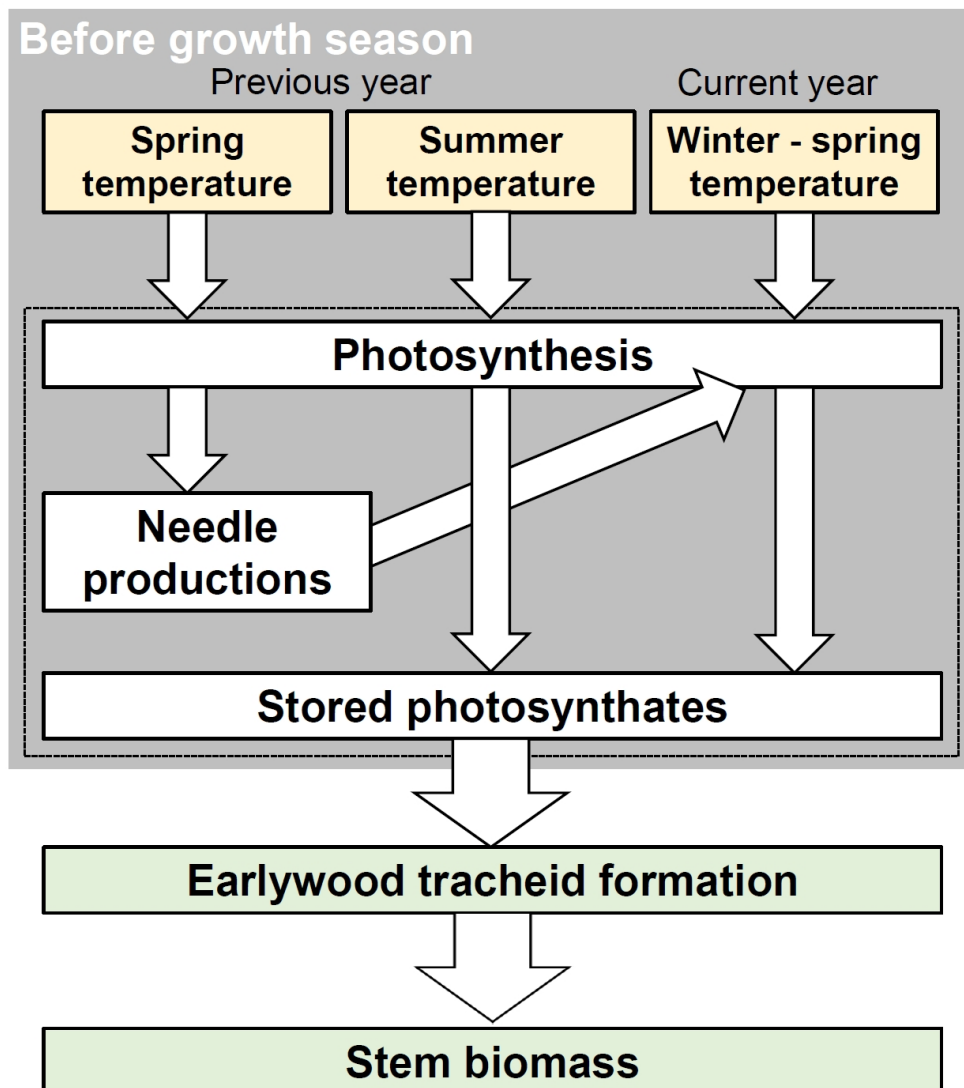 Before growth season
Previous year
Current year
Spring
temperature
Summer
temperature
Winter - spring
temperature
Photosynthesis
Needle
productions
Stored photosynthates
Earlywood tracheid formation
Stem biomass